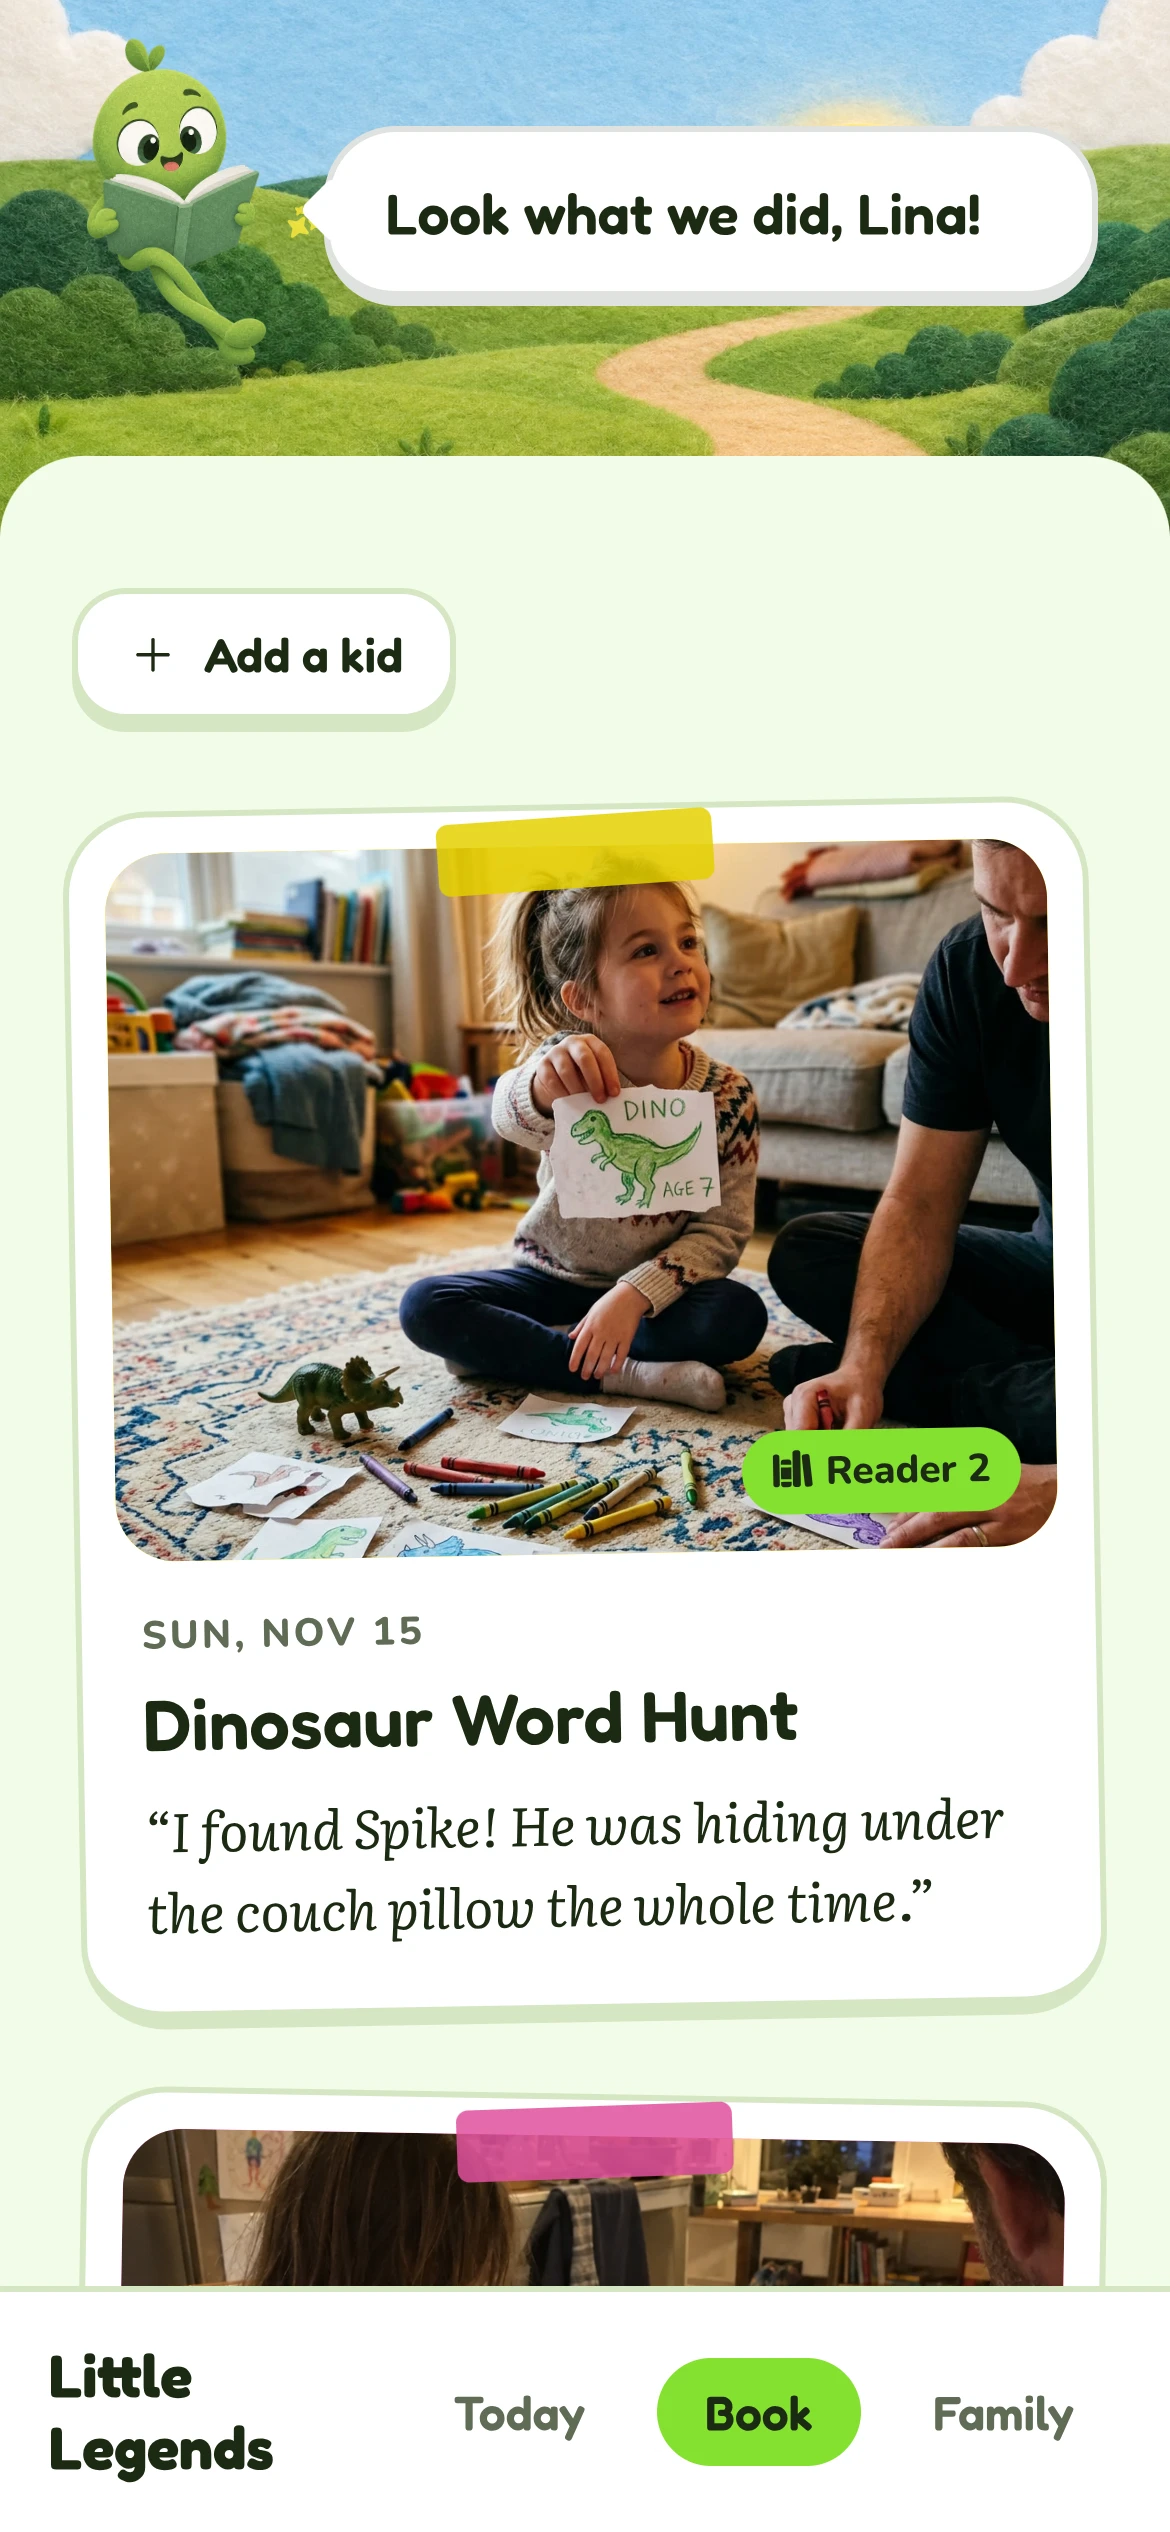 Look what we did, Lina!
Add a kid
DINO
AGE 7
Reader 2
SUN, NOV 15
Dinosaur Word Hunt
“I found Spike! He was hiding under
the couch pillow the whole time.”
Little
Legends
Today
Book
Family